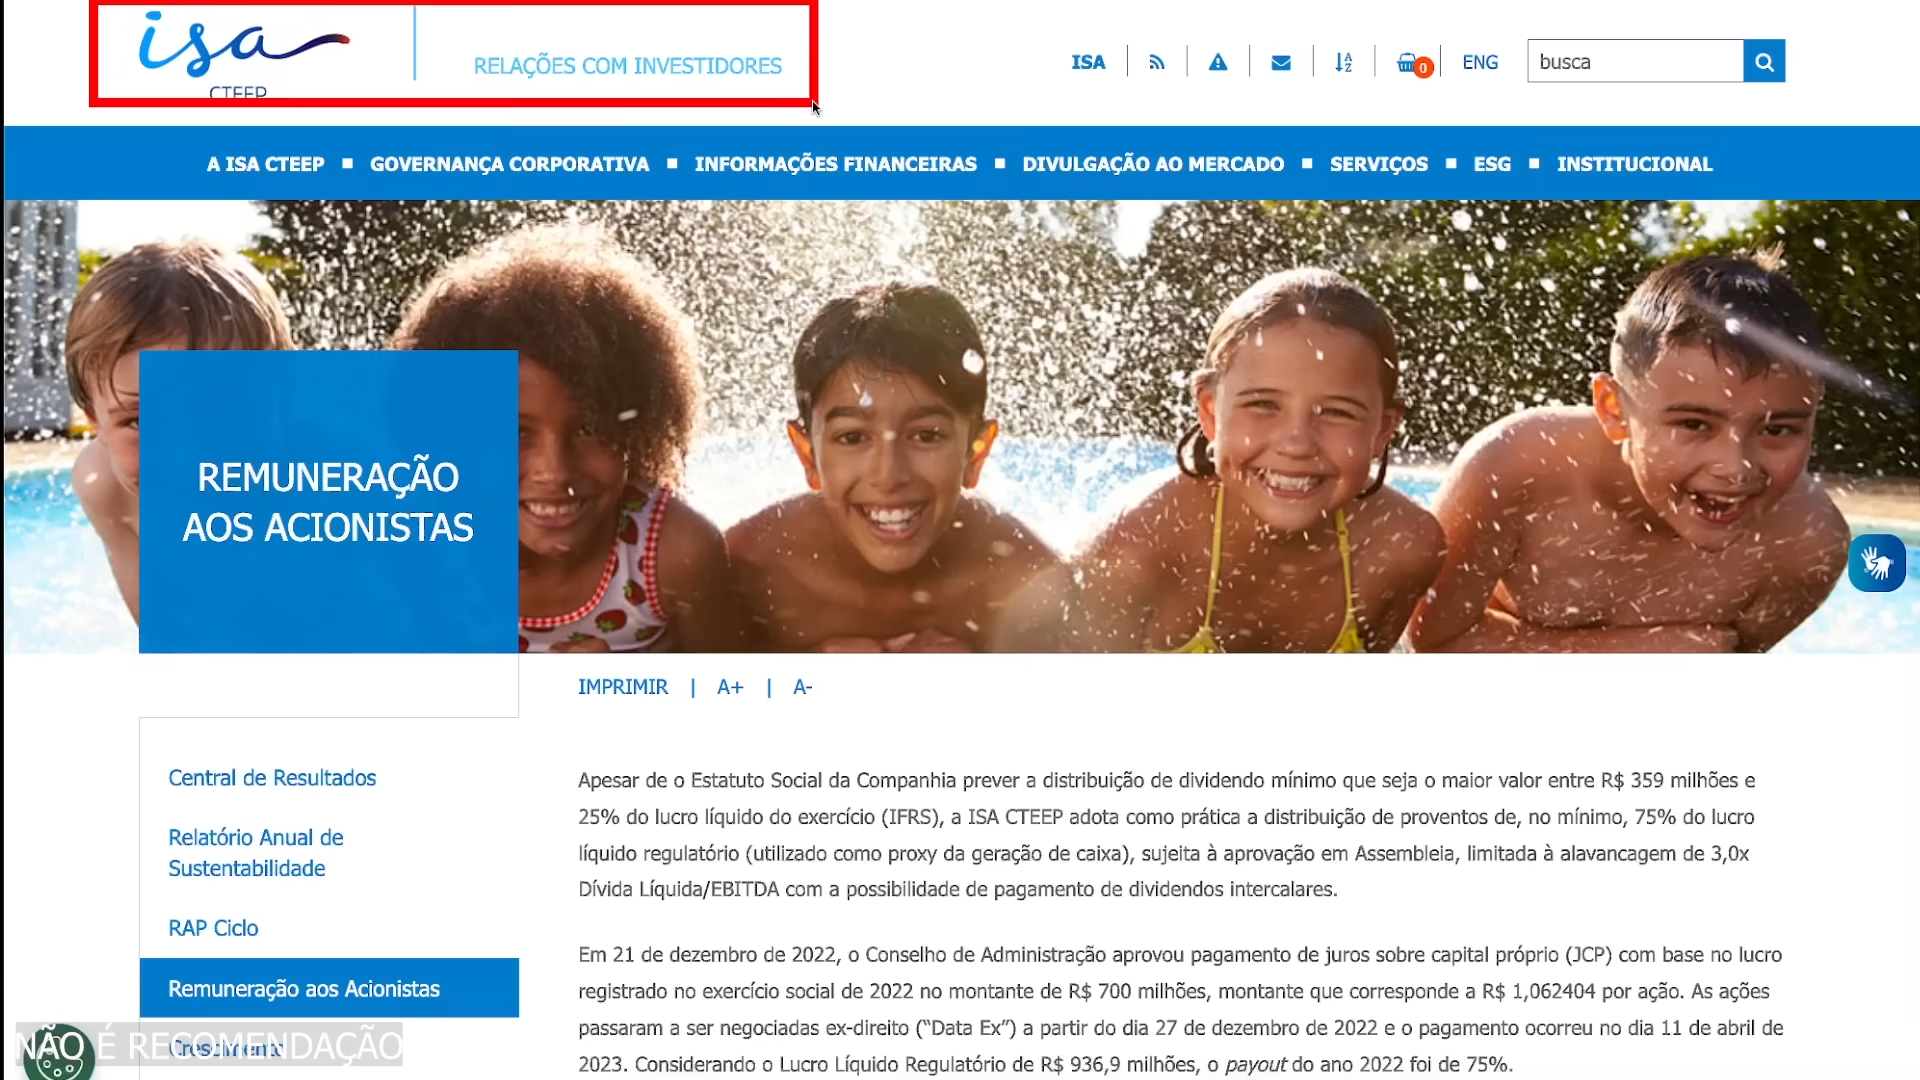 isa
CTEEP
RELAÇÕES COM INVESTIDORES
ISA
0
ENG
busca
A ISA CTEEP
GOVERNANÇA CORPORATIVA
INFORMAÇÕES FINANCEIRAS
DIVULGAÇÃO AO MERCADO
SERVIÇOS
ESG
INSTITUCIONAL
REMUNERAÇÃO
AOS ACIONISTAS
IMPRIMIR | A+ | A-
Central de Resultados
Relatório Anual de
Sustentabilidade
RAP Ciclo
Remuneração aos Acionistas
Crescimento
Apesar de o Estatuto Social da Companhia prever a distribuição de dividendo mínimo que seja o maior valor entre R$ 359 milhões e
25% do lucro líquido do exercício (IFRS), a ISA CTEEP adota como prática a distribuição de proventos de, no mínimo, 75% do lucro
líquido regulatório (utilizado como proxy da geração de caixa), sujeita à aprovação em Assembleia, limitada à alavancagem de 3,0x
Dívida Líquida/EBITDA com a possibilidade de pagamento de dividendos intercalares.
Em 21 de dezembro de 2022, o Conselho de Administração aprovou pagamento de juros sobre capital próprio (JCP) com base no lucro
registrado no exercício social de 2022 no montante de R$ 700 milhões, montante que corresponde a R$ 1,062404 por ação. As ações
passaram a ser negociadas ex-direito (“Data Ex”) a partir do dia 27 de dezembro de 2022 e o pagamento ocorreu no dia 11 de abril de
2023. Considerando o Lucro Líquido Regulatório de R$ 936,9 milhões, o payout do ano 2022 foi de 75%.
NÃO É RECOMENDAÇÃO